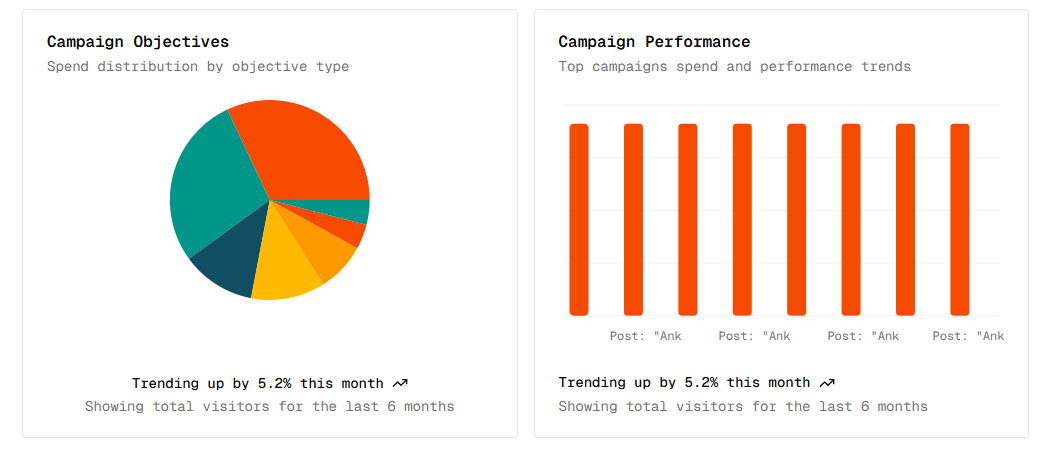 Campaign Objectives
Spend distribution by objective type
Trending up by 5.2% this month
Showing total visitors for the last 6 months
Campaign Performance
Top campaigns spend and performance trends
Post: "Ank Post: "Ank Post: "Ank Post: "Ank
Trending up by 5.2% this month
Showing total visitors for the last 6 months